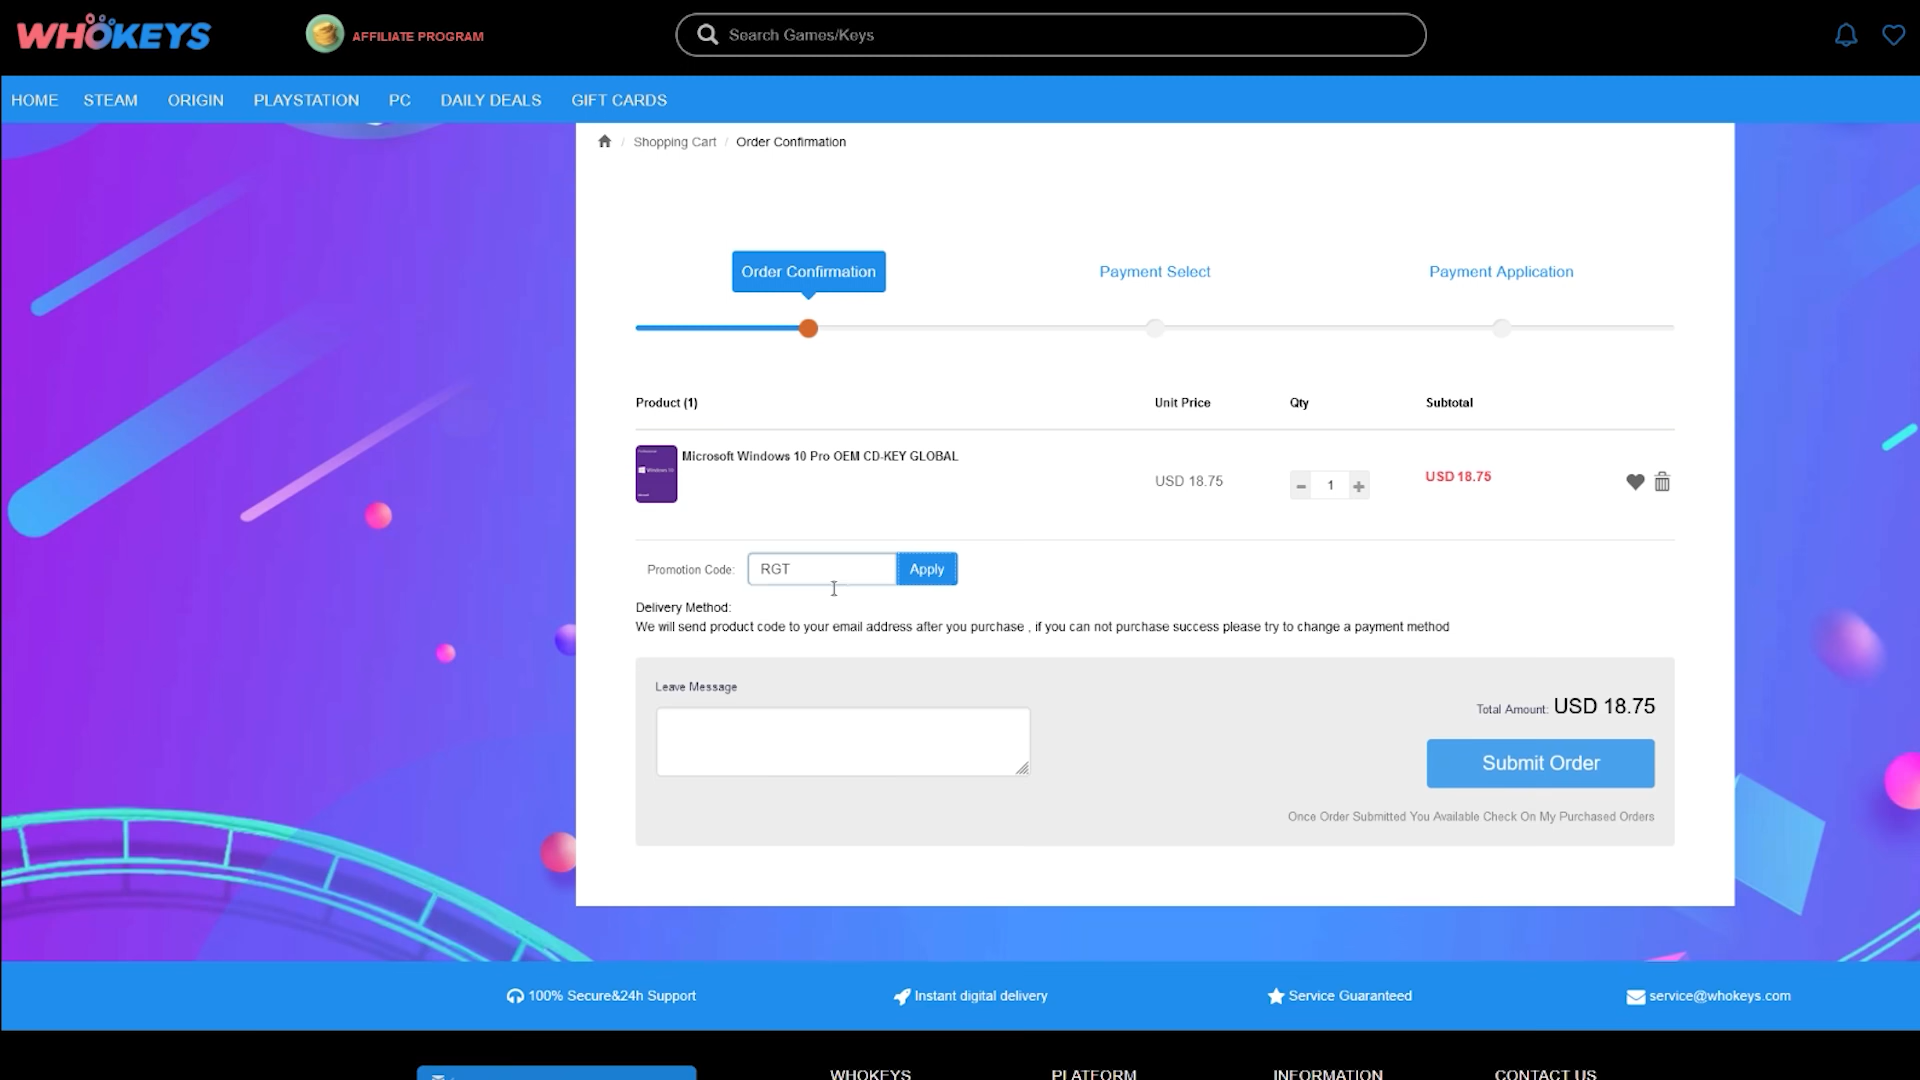 WHOKEYS
AFFILIATE PROGRAM
Search Games/Keys
HOME STEAM ORIGIN PLAYSTATION PC DAILY DEALS GIFT CARDS
/ Shopping Cart / Order Confirmation
Order Confirmation Payment Select Payment Application
Product (1) Unit Price Qty Subtotal
Microsoft Windows 10 Pro OEM CD-KEY GLOBAL
USD 18.75 - 1 + USD 18.75
Promotion Code: RGT Apply
Delivery Method:
We will send product code to your email address after you purchase , if you can not purchase success please try to change a payment method
Leave Message
Total Amount: USD 18.75
Submit Order
Once Order Submitted You Available Check On My Purchased Orders
100% Secure&24h Support Instant digital delivery Service Guaranteed service@whokeys.com
WHOKEYS PLATFORM INFORMATION CONTACT US